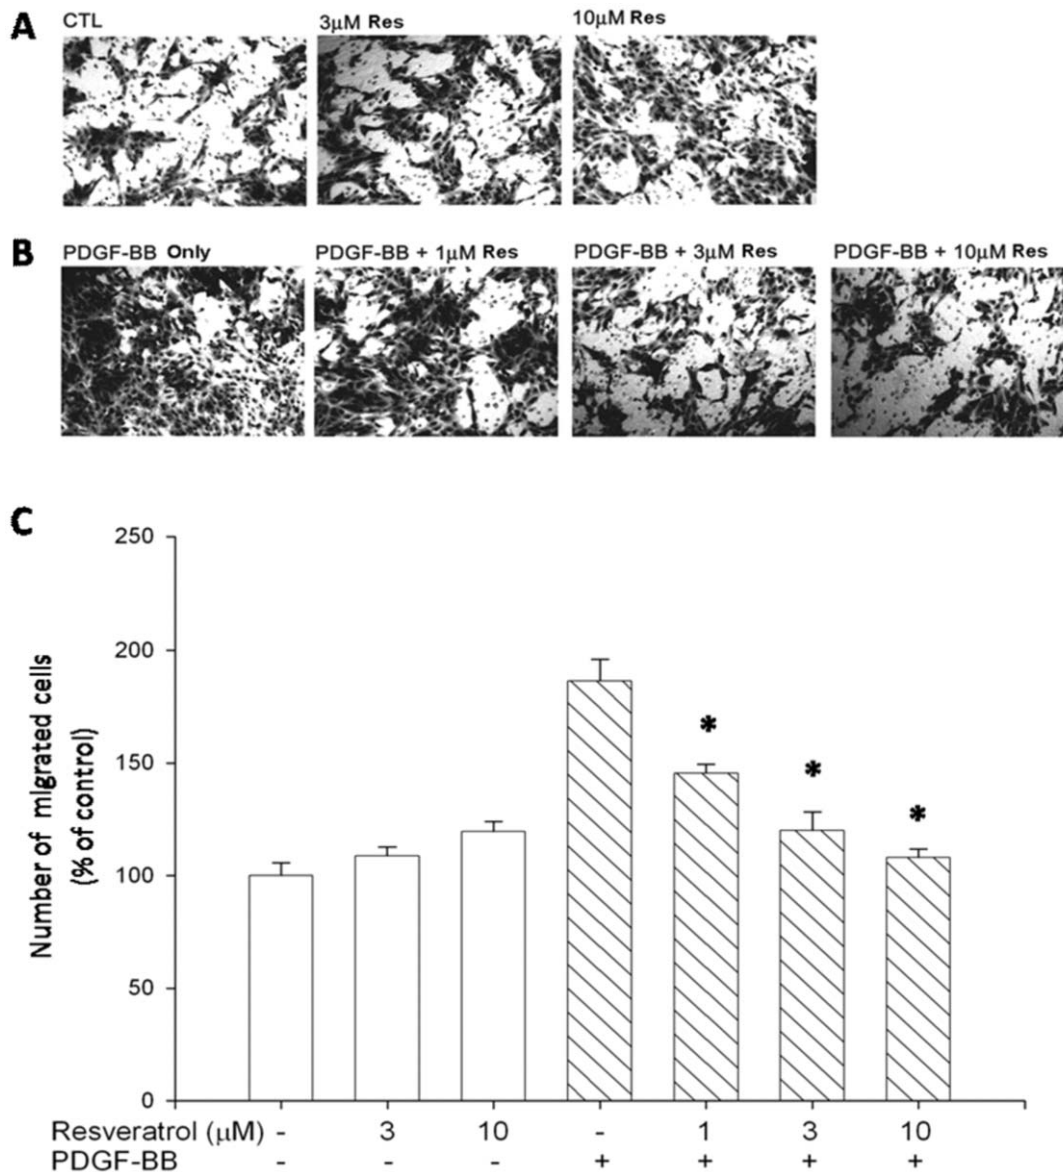 A
CTL
3μM Res
10μM Res
B
PDGF-BB Only
PDGF-BB + 1μM Res
PDGF-BB + 3μM Res
PDGF-BB + 10μM Res
C
Number of migrated cells
(% of control)
250
200
150
100
50
0
* * *
Resveratrol (μM) - 3 10 - 1 3 10
PDGF-BB - - - + + + +